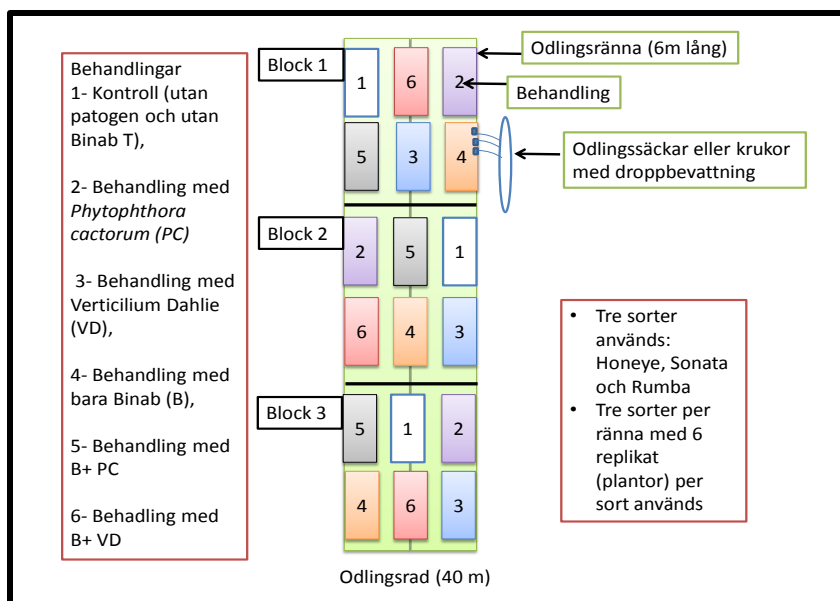 Behandlingar
1- Kontroll (utan
patogen och utan
Binab T),
2- Behandling med
Phytophthora
cactorum (PC)
3- Behandling med
Verticilium Dahlie
(VD),
4- Behandling med
bara Binab (B),
5- Behandling med
B+ PC
6- Behadling med
B+ VD
Block 1
1 6 2
5 3 4
Block 2
2 5 1
6 4 3
Block 3
5 1 2
4 6 3
Odlingsrad (40 m)
Odlingsränna (6m lång)
Behandling
Odlingssäckar eller krukor
med droppbevattning
• Tre sorter
används:
Honeye, Sonata
och Rumba
• Tre sorter per
ränna med 6
replikat
(plantor) per
sort används